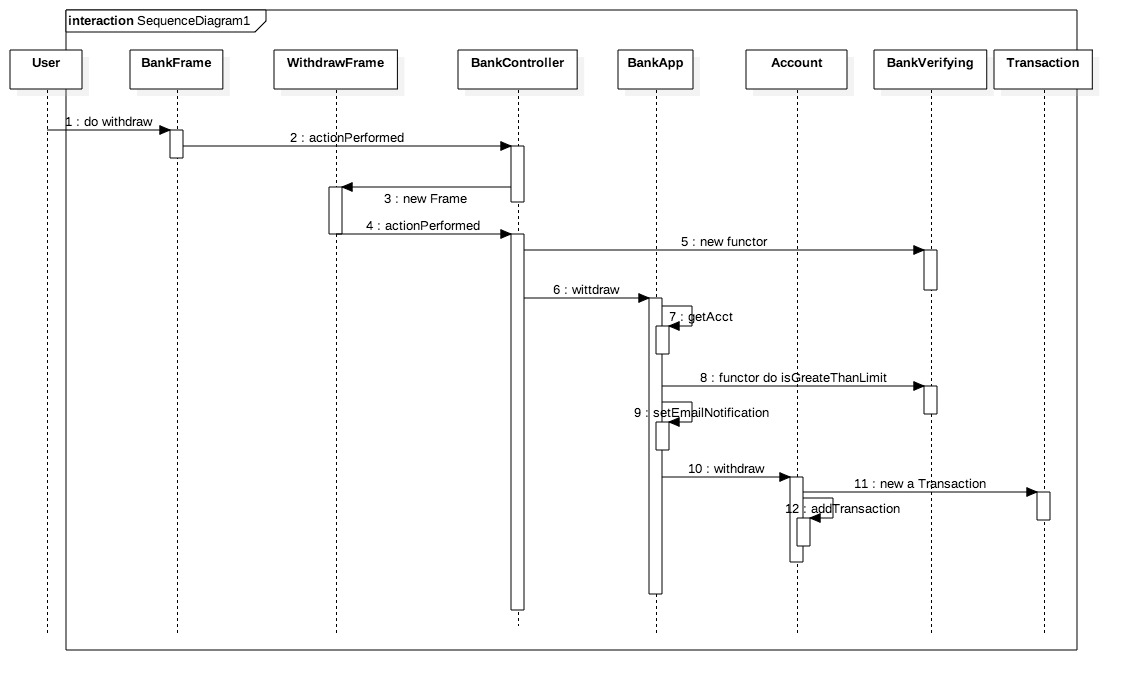 interaction SequenceDiagram1
User
BankFrame
WithdrawFrame
BankController
BankApp
Account
BankVerifying
Transaction
1 : do withdraw
2 : actionPerformed
3 : new Frame
4 : actionPerformed
5 : new functor
6 : wittdraw
7 : getAcct
8 : functor do isGreateThanLimit
9 : setEmailNotification
10 : withdraw
11 : new a Transaction
12 : addTransaction